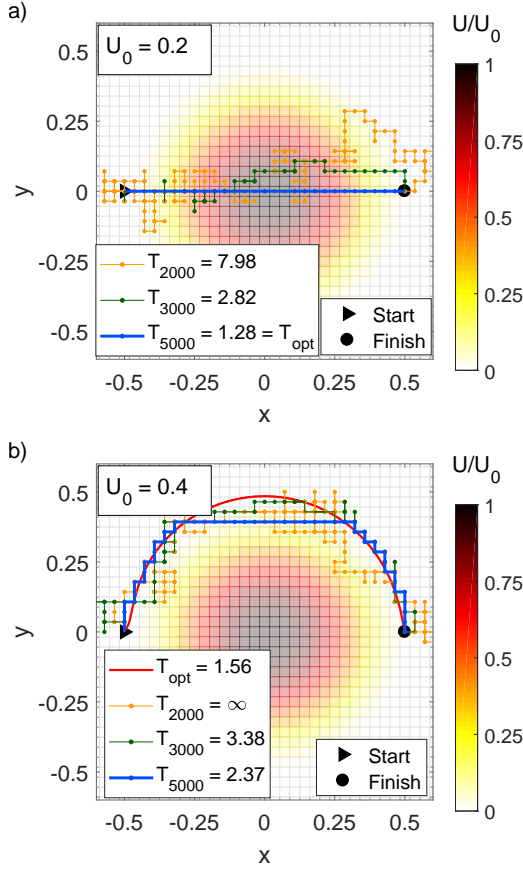 a)
U/U₀
U₀ = 0.2
0.5
0.25
0
-0.25
-0.5
y
T₂₀₀₀ = 7.98
T₃₀₀₀ = 2.82
T₅₀₀₀ = 1.28 = T_opt
Start
Finish
-0.5 -0.25 0 0.25 0.5
x
1
0.75
0.5
0.25
0
b)
U/U₀
U₀ = 0.4
0.5
0.25
0
-0.25
-0.5
y
T_opt = 1.56
T₂₀₀₀ = ∞
T₃₀₀₀ = 3.38
T₅₀₀₀ = 2.37
Start
Finish
-0.5 -0.25 0 0.25 0.5
x
1
0.75
0.5
0.25
0